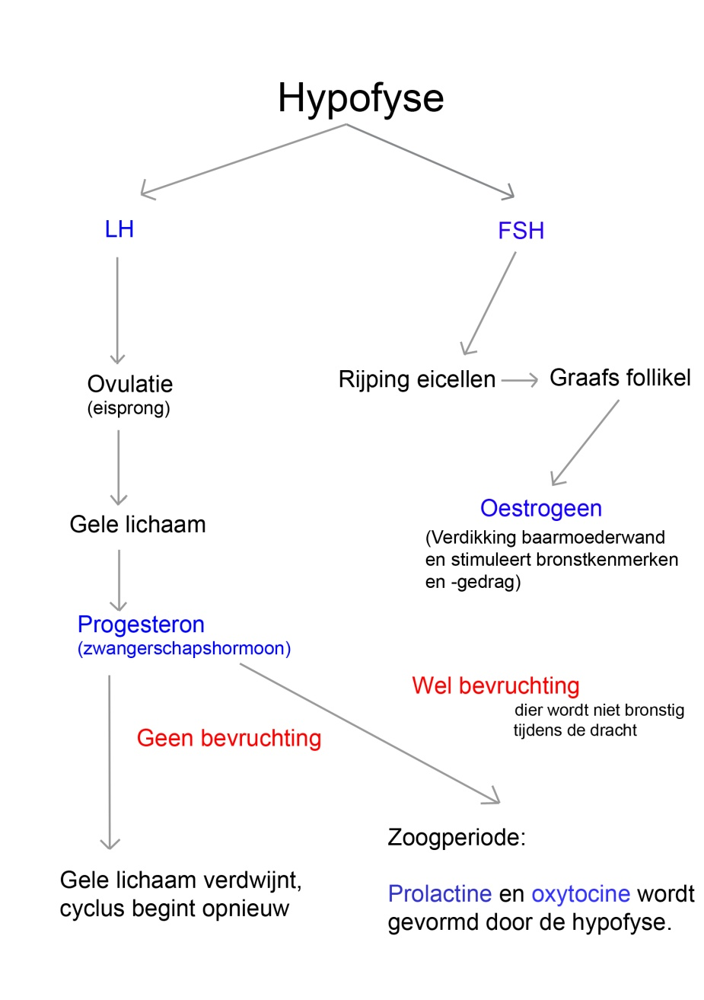 Hypofyse
LH
FSH
Ovulatie
(eisprong)
Rijping eicellen
Graafs follikel
Gele lichaam
Oestrogeen
(Verdikking baarmoederwand
en stimuleert bronstkenmerken
en -gedrag)
Progesteron
(zwangerschapshormoon)
Wel bevruchting
dier wordt niet bronstig
tijdens de dracht
Geen bevruchting
Gele lichaam verdwijnt,
cyclus begint opnieuw
Zoogperiode:
Prolactine en oxytocine wordt
gevormd door de hypofyse.